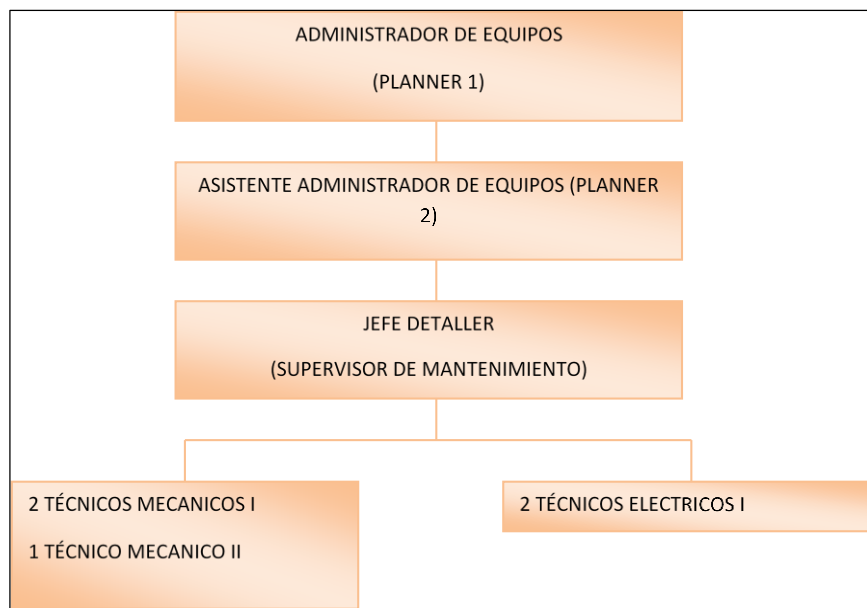 ADMINISTRADOR DE EQUIPOS
(PLANNER 1)
ASISTENTE ADMINISTRADOR DE EQUIPOS (PLANNER
2)
JEFE DETALLER
(SUPERVISOR DE MANTENIMIENTO)
2 TÉCNICOS MECANICOS I
1 TÉCNICO MECANICO II
2 TÉCNICOS ELECTRICOS I